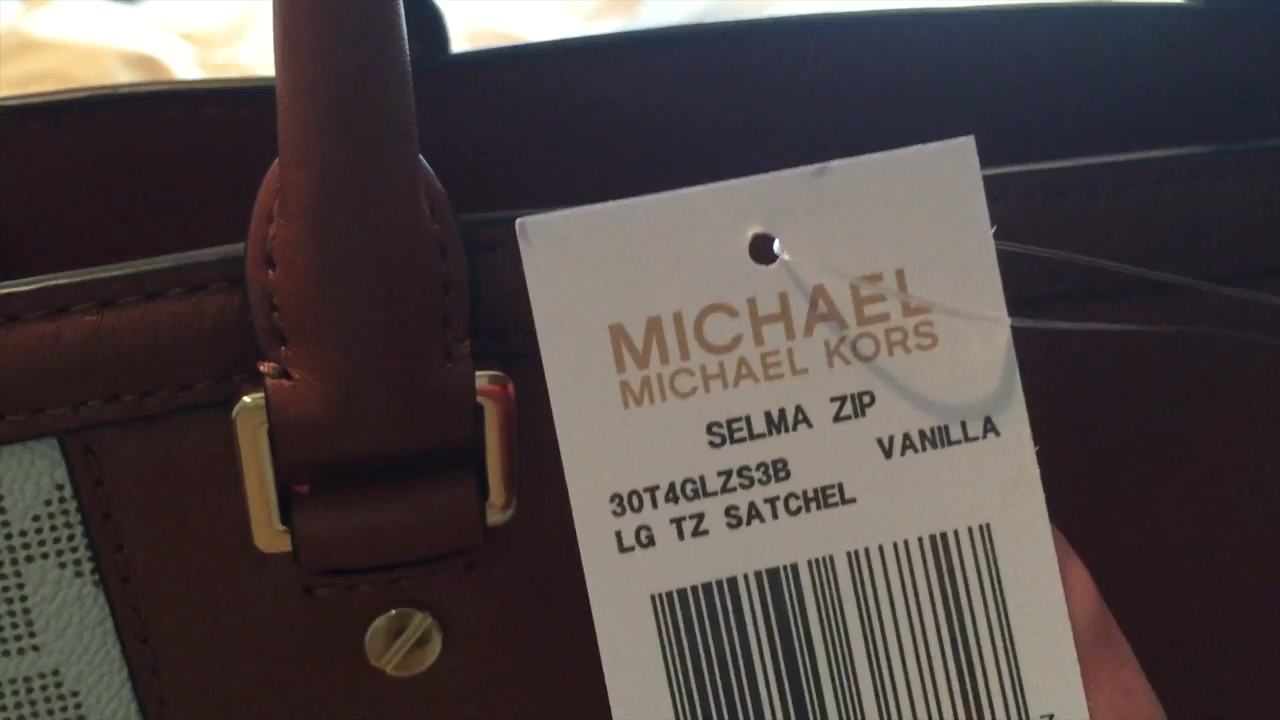 MICHAEL
MICHAEL KORS
SELMA ZIP
VANILLA
30T4GLZS3B
LG TZ SATCHEL